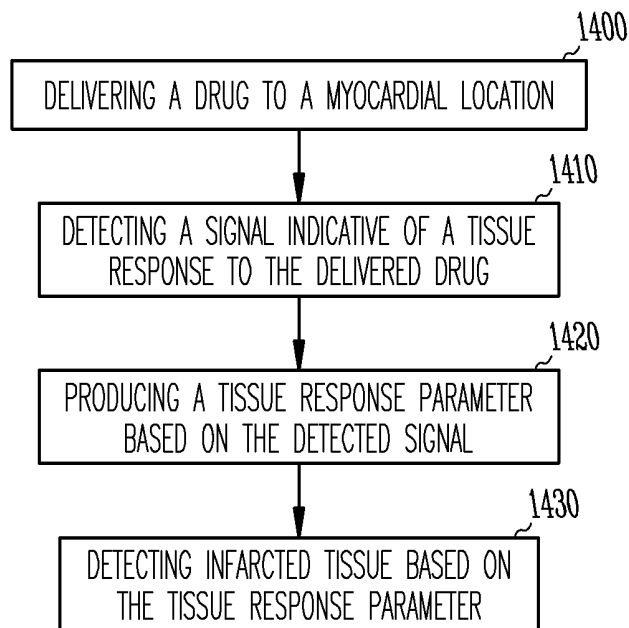 1400
DELIVERING A DRUG TO A MYOCARDIAL LOCATION
1410
DETECTING A SIGNAL INDICATIVE OF A TISSUE
RESPONSE TO THE DELIVERED DRUG
1420
PRODUCING A TISSUE RESPONSE PARAMETER
BASED ON THE DETECTED SIGNAL
1430
DETECTING INFARCTED TISSUE BASED ON
THE TISSUE RESPONSE PARAMETER